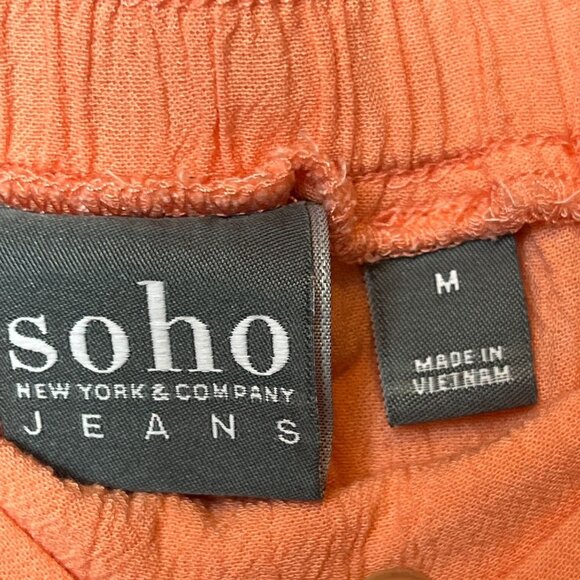 soho
NEW YORK & COMPANY
JEANS
M
MADE IN
VIETNAM